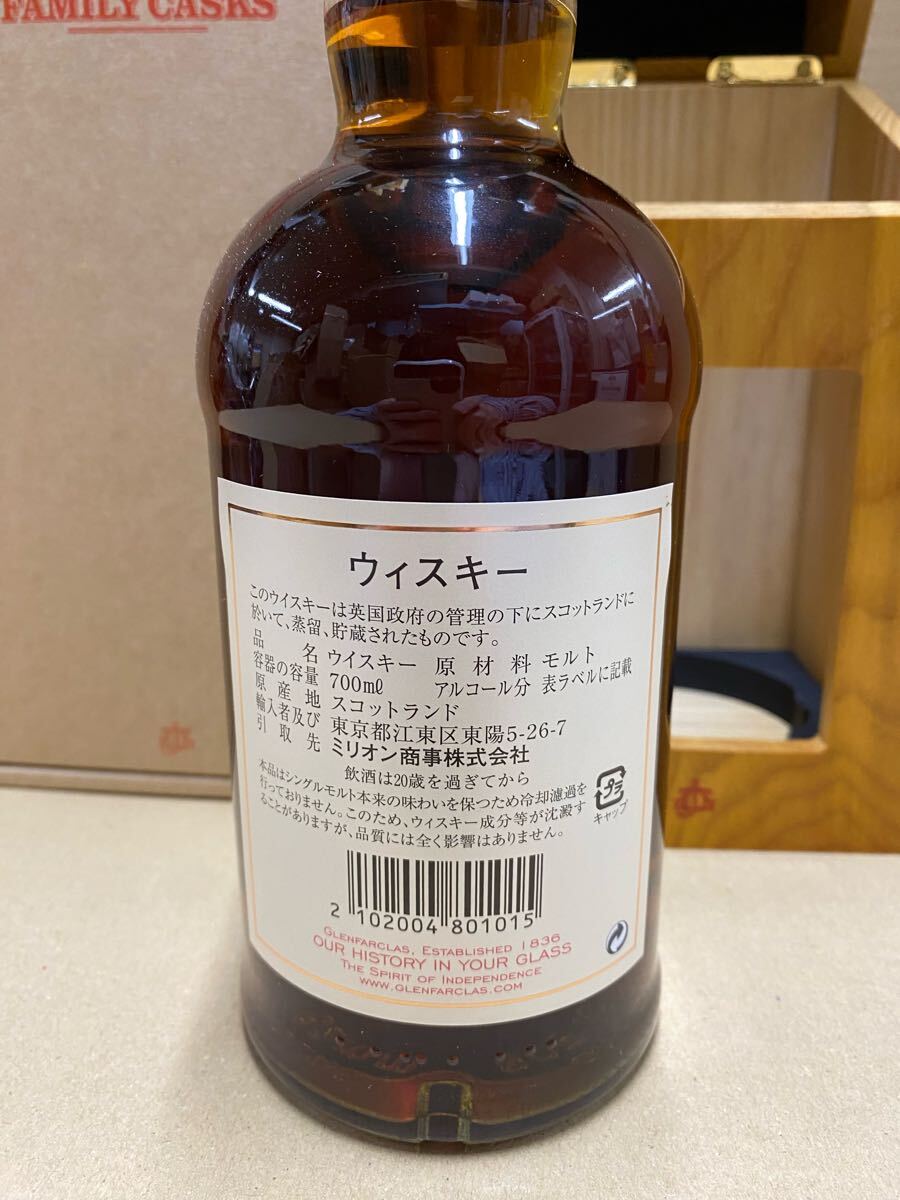 FAMILY CASKS
ウィスキー
このウイスキーは英国政府の管理の下にスコットランドに
於いて、蒸留、貯蔵されたものです。
品名 ウイスキー 原材料 モルト
容器の容量 700mℓ アルコール分 表ラベルに記載
原産地 スコットランド
輸入者及び 東京都江東区東陽5-26-7
引取先 ミリオン商事株式会社
飲酒は20歳を過ぎてから
本品はシングルモルト本来の味わいを保つため冷却濾過を
行っておりません。このため、ウィスキー成分等が沈澱す
ることがありますが、品質には全く影響はありません。
プラ
キャップ
2 102004 801015
GLENFARCLAS, ESTABLISHED 1836
OUR HISTORY IN YOUR GLASS
THE SPIRIT OF INDEPENDENCE
WWW.GLENFARCLAS.COM